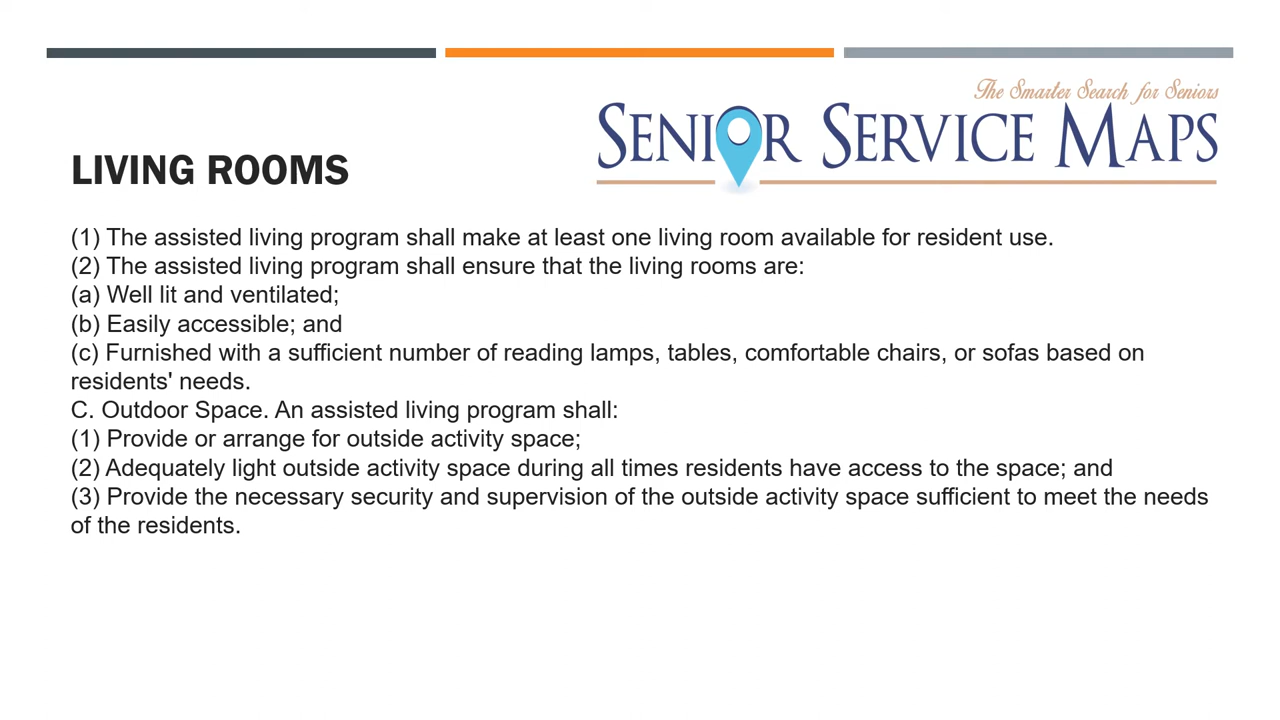 The Smarter Search for Seniors
SENIOR SERVICE MAPS
LIVING ROOMS
(1) The assisted living program shall make at least one living room available for resident use.
(2) The assisted living program shall ensure that the living rooms are:
(a) Well lit and ventilated;
(b) Easily accessible; and
(c) Furnished with a sufficient number of reading lamps, tables, comfortable chairs, or sofas based on
residents' needs.
C. Outdoor Space. An assisted living program shall:
(1) Provide or arrange for outside activity space;
(2) Adequately light outside activity space during all times residents have access to the space; and
(3) Provide the necessary security and supervision of the outside activity space sufficient to meet the needs
of the residents.